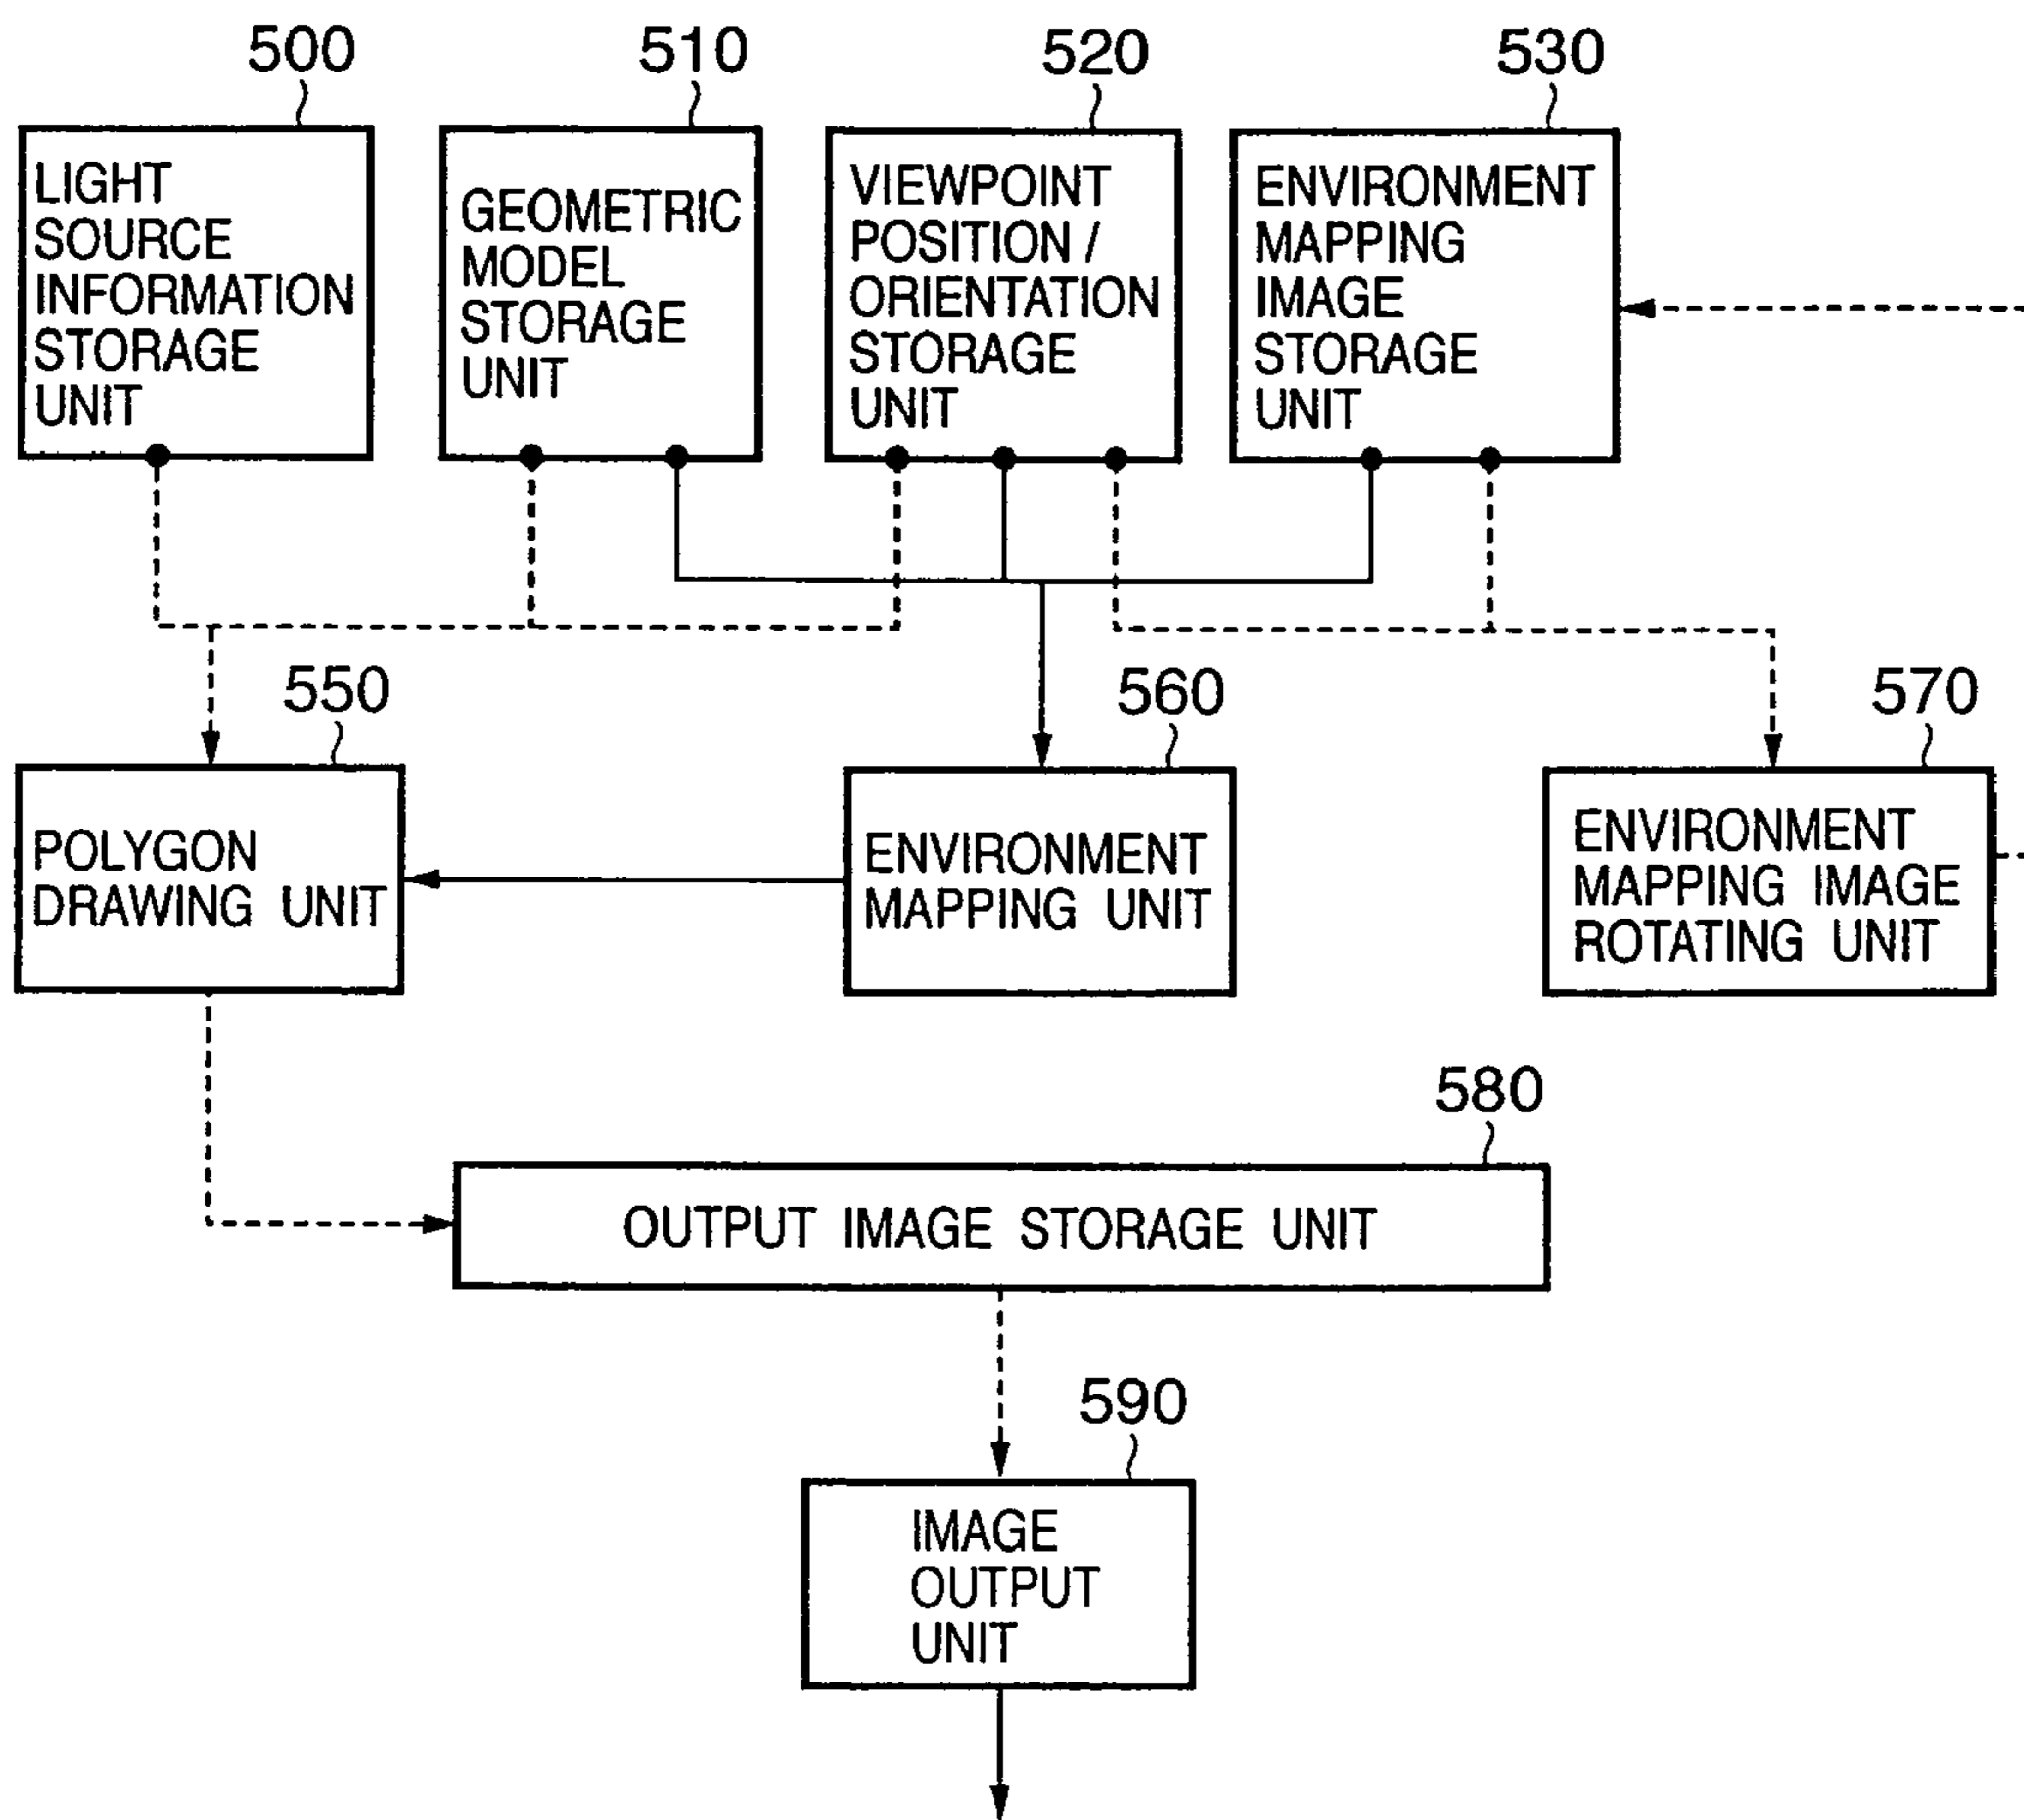 500
510
520
530
LIGHT
SOURCE
INFORMATION
STORAGE
UNIT
GEOMETRIC
MODEL
STORAGE
UNIT
VIEWPOINT
POSITION /
ORIENTATION
STORAGE
UNIT
ENVIRONMENT
MAPPING
IMAGE
STORAGE
UNIT
550
560
570
POLYGON
DRAWING UNIT
ENVIRONMENT
MAPPING UNIT
ENVIRONMENT
MAPPING IMAGE
ROTATING UNIT
580
OUTPUT IMAGE STORAGE UNIT
590
IMAGE
OUTPUT
UNIT